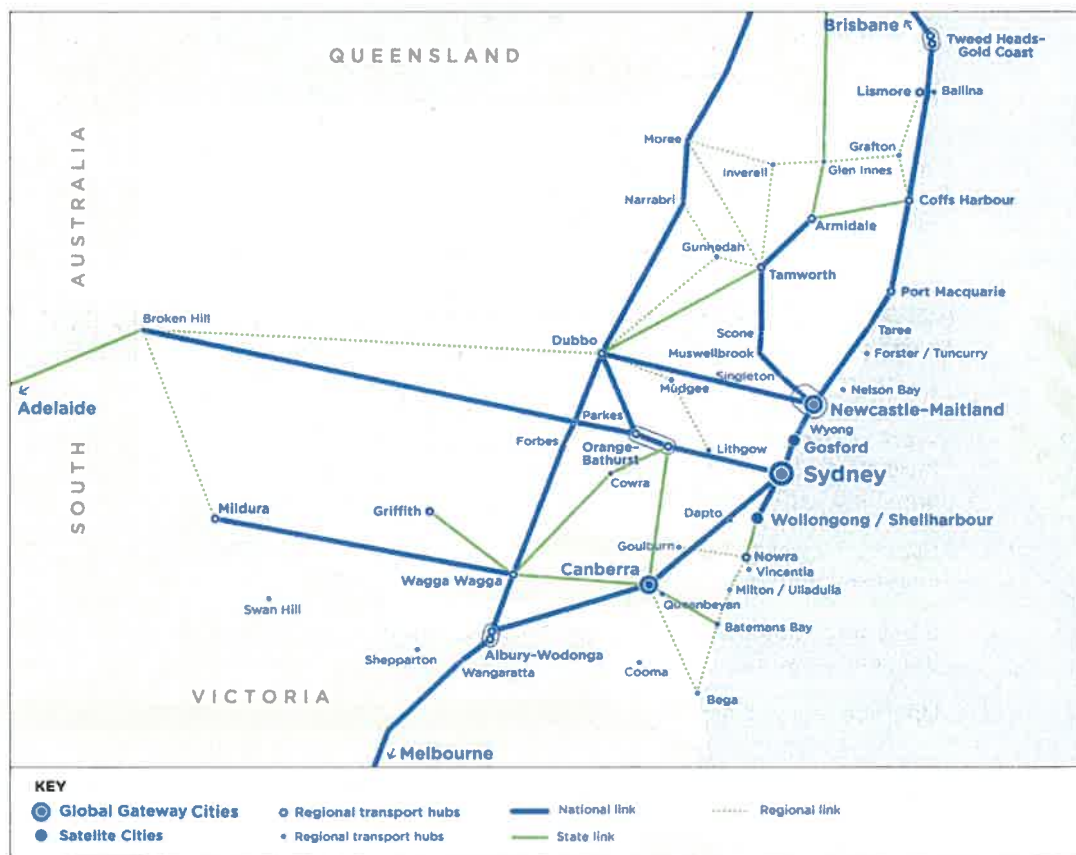 QUEENSLAND
Brisbane
Tweed Heads-
Gold Coast
Lismore
Ballina
SOUTH AUSTRALIA
Moree
Grafton
Inverell
Glen Innes
Narrabri
Coffs Harbour
Armidale
Gunnedah
Tamworth
Port Macquarie
Broken Hill
Scone
Taree
Dubbo
Muswellbrook
Forster / Tuncurry
Singleton
Mudgee
Nelson Bay
Adelaide
Newcastle-Maitland
Parkes
Wyong
Forbes
Orange-
Bathurst
Lithgow
Gosford
Cowra
Sydney
Mildura
Griffith
Dapto
Wollongong / Shellharbour
Goulburn
Nowra
Canberra
Vincentia
Wagga Wagga
Milton / Ulladulla
Queanbeyan
Swan Hill
Batemans Bay
Albury-Wodonga
Shepparton
Wangaratta
Cooma
VICTORIA
Bega
Melbourne
KEY
Global Gateway Cities
Regional transport hubs
National link
Regional link
Satelite Cities
Regional transport hubs
State link